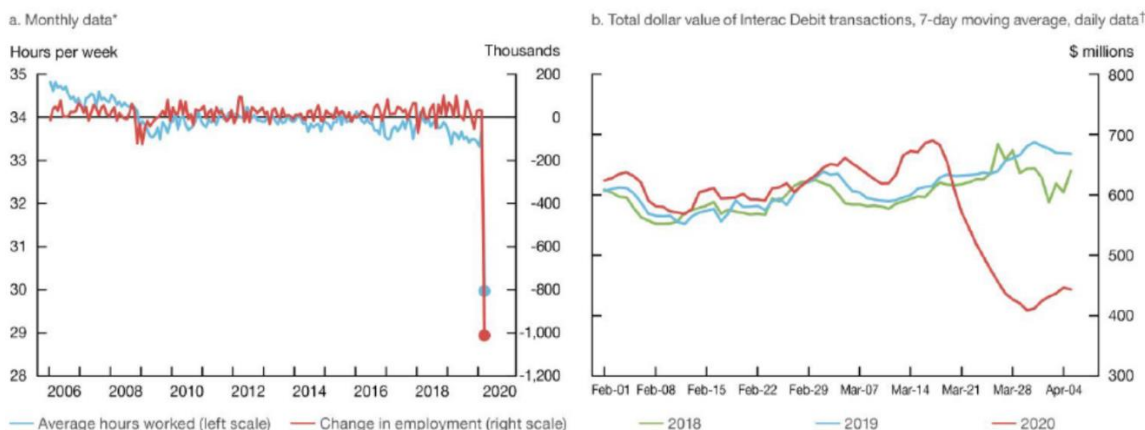 a. Monthly data*
Hours per week
Thousands
35
34
33
32
31
30
29
28
200
0
-200
-400
-600
-800
-1,000
-1,200
2006 2008 2010 2012 2014 2016 2018 2020
Average hours worked (left scale) Change in employment (right scale)
b. Total dollar value of Interac Debit transactions, 7-day moving average, daily data†
$ millions
800
700
600
500
400
300
Feb-01 Feb-08 Feb-15 Feb-22 Feb-29 Mar-07 Mar-14 Mar-21 Mar-28 Apr-04
2018 2019 2020